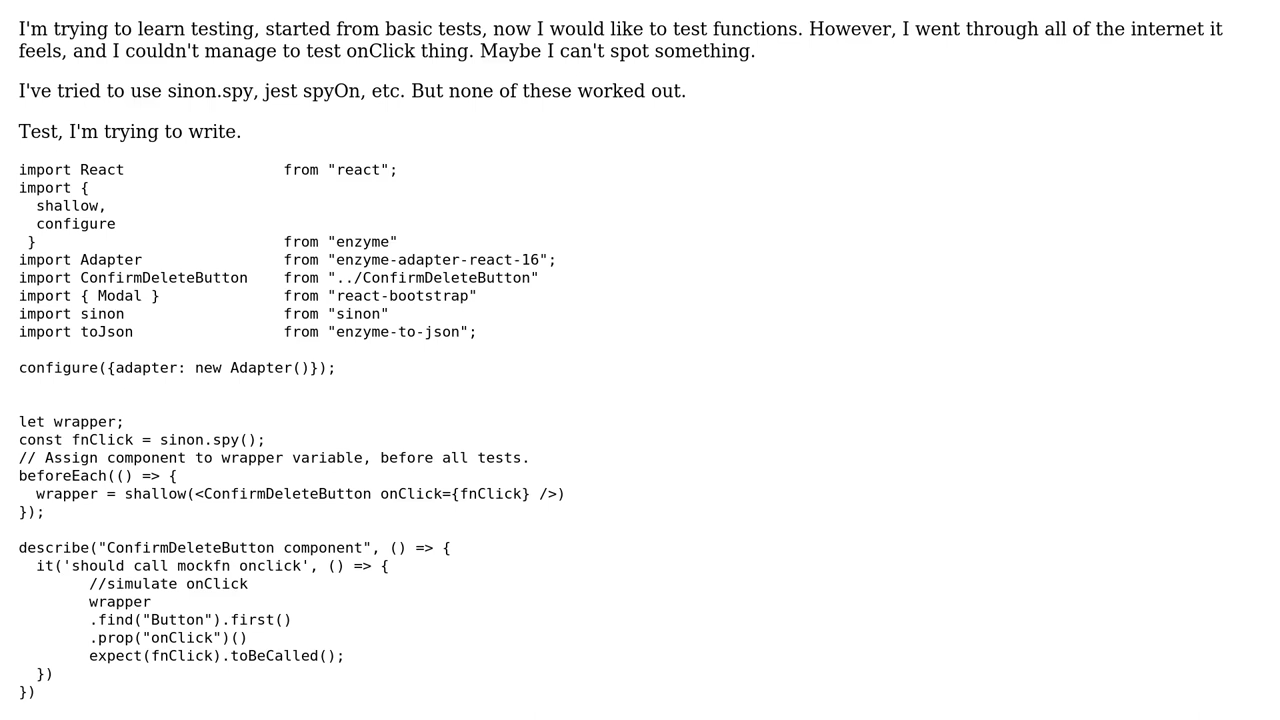 I'm trying to learn testing, started from basic tests, now I would like to test functions. However, I went through all of the internet it
feels, and I couldn't manage to test onClick thing. Maybe I can't spot something.
I've tried to use sinon.spy, jest spyOn, etc. But none of these worked out.
Test, I'm trying to write.
import React                  from "react";
import {
  shallow,
  configure
 }                            from "enzyme"
import Adapter                from "enzyme-adapter-react-16";
import ConfirmDeleteButton    from "../ConfirmDeleteButton"
import { Modal }              from "react-bootstrap"
import sinon                  from "sinon"
import toJson                 from "enzyme-to-json";
configure({adapter: new Adapter()});
let wrapper;
const fnClick = sinon.spy();
// Assign component to wrapper variable, before all tests.
beforeEach(() => {
  wrapper = shallow(<ConfirmDeleteButton onClick={fnClick} />)
});
describe("ConfirmDeleteButton component", () => {
  it('should call mockfn onclick', () => {
        //simulate onClick
        wrapper
        .find("Button").first()
        .prop("onClick")()
        expect(fnClick).toBeCalled();
  })
})